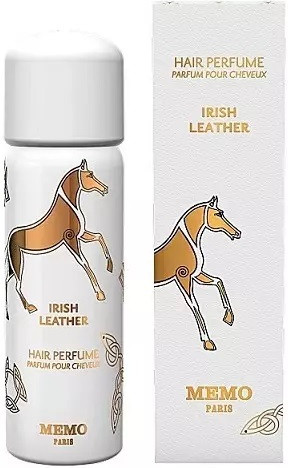 IRISH
LEATHER
HAIR PERFUME
PARFUM POUR CHEVEUX
MEMO
PARIS
HAIR PERFUME
PARFUM POUR CHEVEUX
IRISH
LEATHER
MEMO
PARIS